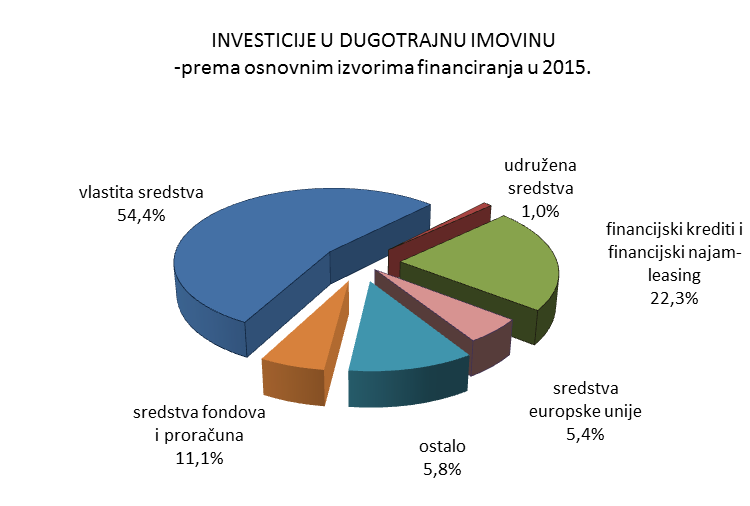 INVESTICIJE U DUGOTRAJNU IMOVINU
-prema osnovnim izvorima financiranja u 2015.
vlastita sredstva
54,4%
udružena
sredstva
1,0%
financijski krediti i
financijski najam-
leasing
22,3%
sredstva
europske unije
5,4%
ostalo
5,8%
sredstva fondova
i proračuna
11,1%